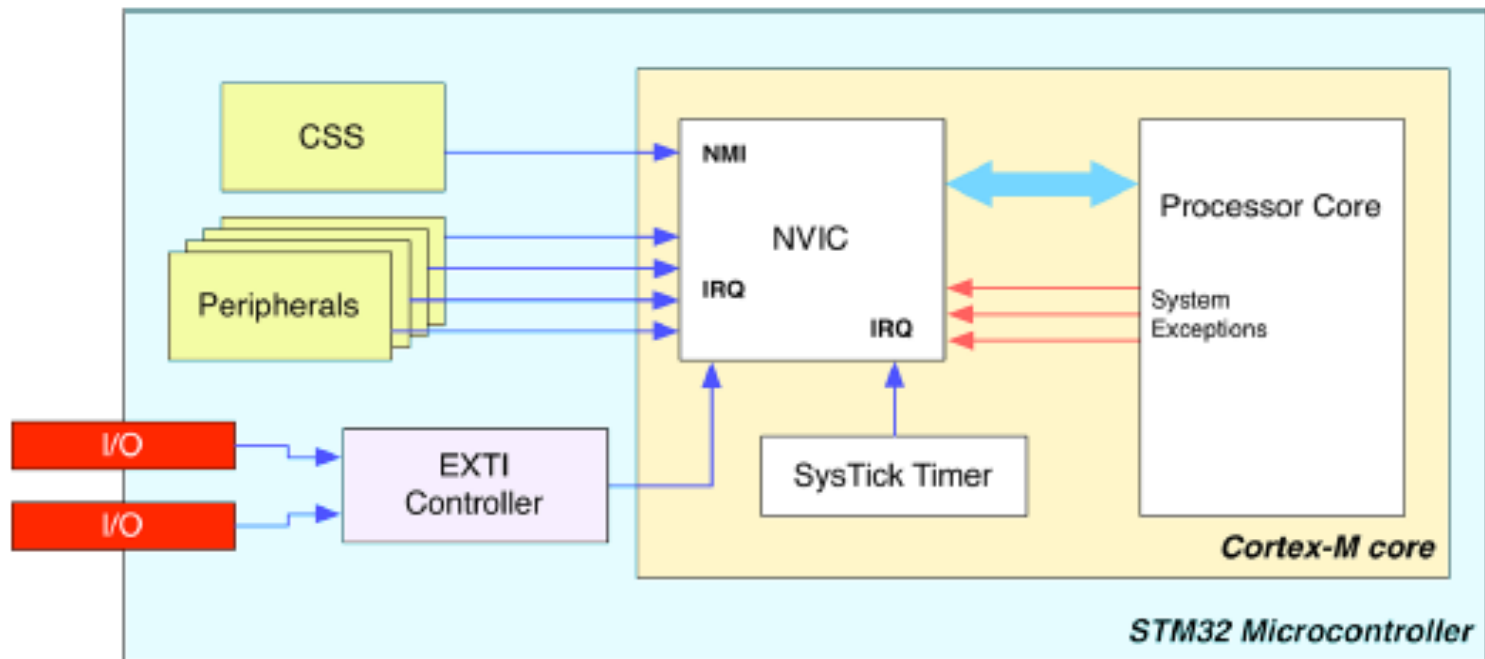 CSS
NMI
NVIC
Processor Core
Peripherals
IRQ
IRQ
System
Exceptions
I/O
I/O
EXTI
Controller
SysTick Timer
Cortex-M core
STM32 Microcontroller